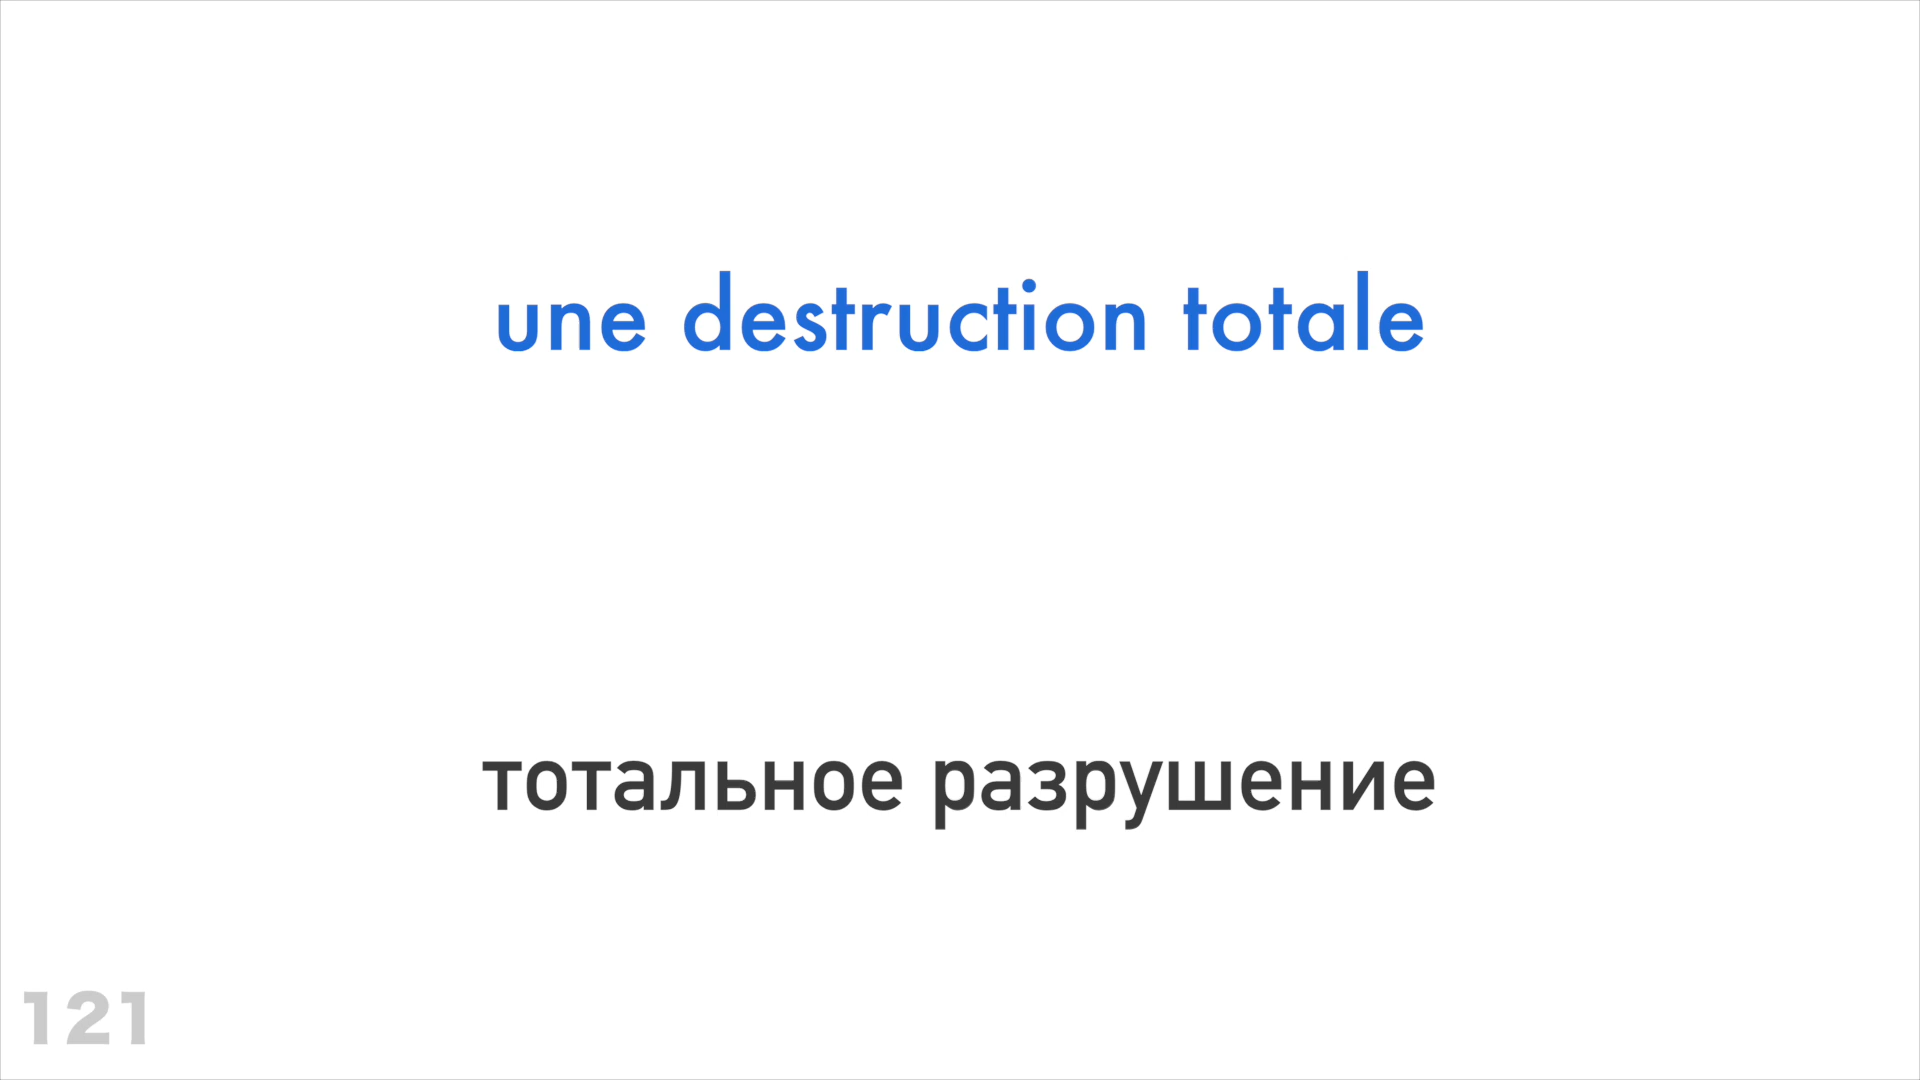 une destruction totale
тотальное разрушение
121